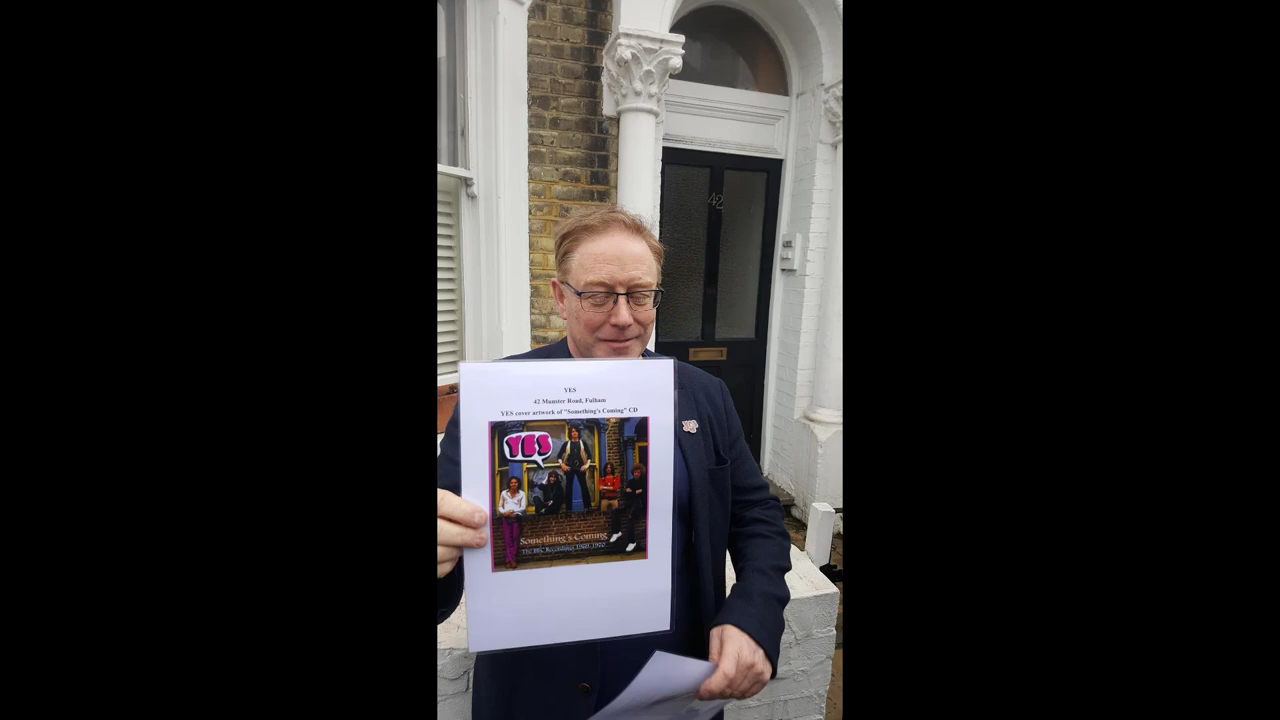 42
YES
42 Munster Road, Fulham
YES cover artwork of "Something's Coming" CD
YES
Something's Coming
The BBC Recordings 1969-1970